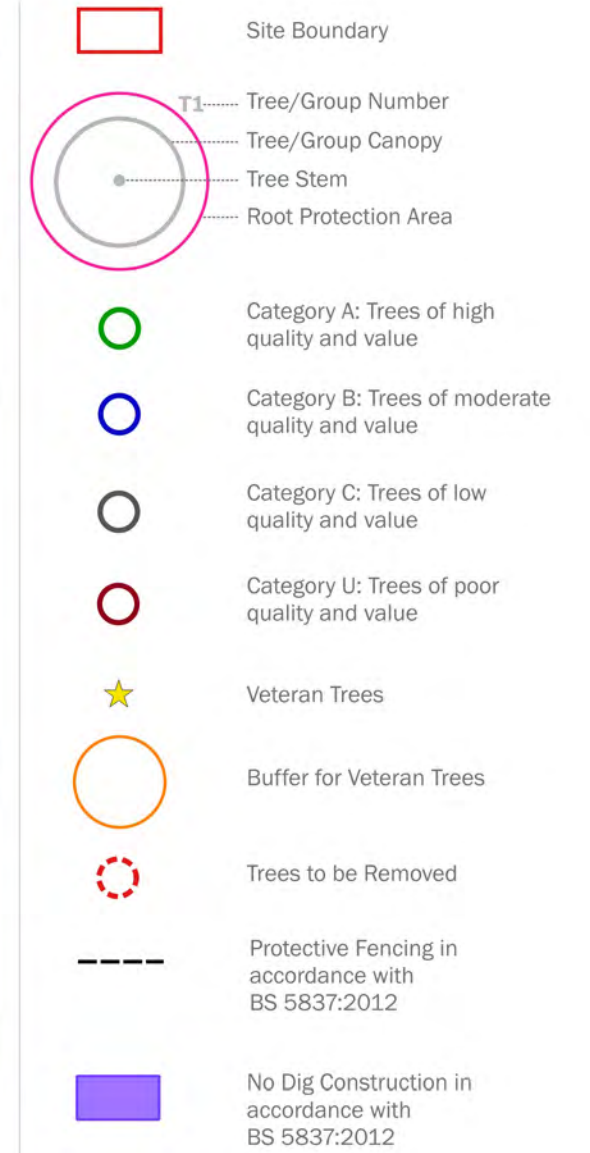 Site Boundary
T1
Tree/Group Number
Tree/Group Canopy
Tree Stem
Root Protection Area
Category A: Trees of high
quality and value
Category B: Trees of moderate
quality and value
Category C: Trees of low
quality and value
Category U: Trees of poor
quality and value
Veteran Trees
Buffer for Veteran Trees
Trees to be Removed
Protective Fencing in
accordance with
BS 5837:2012
No Dig Construction in
accordance with
BS 5837:2012